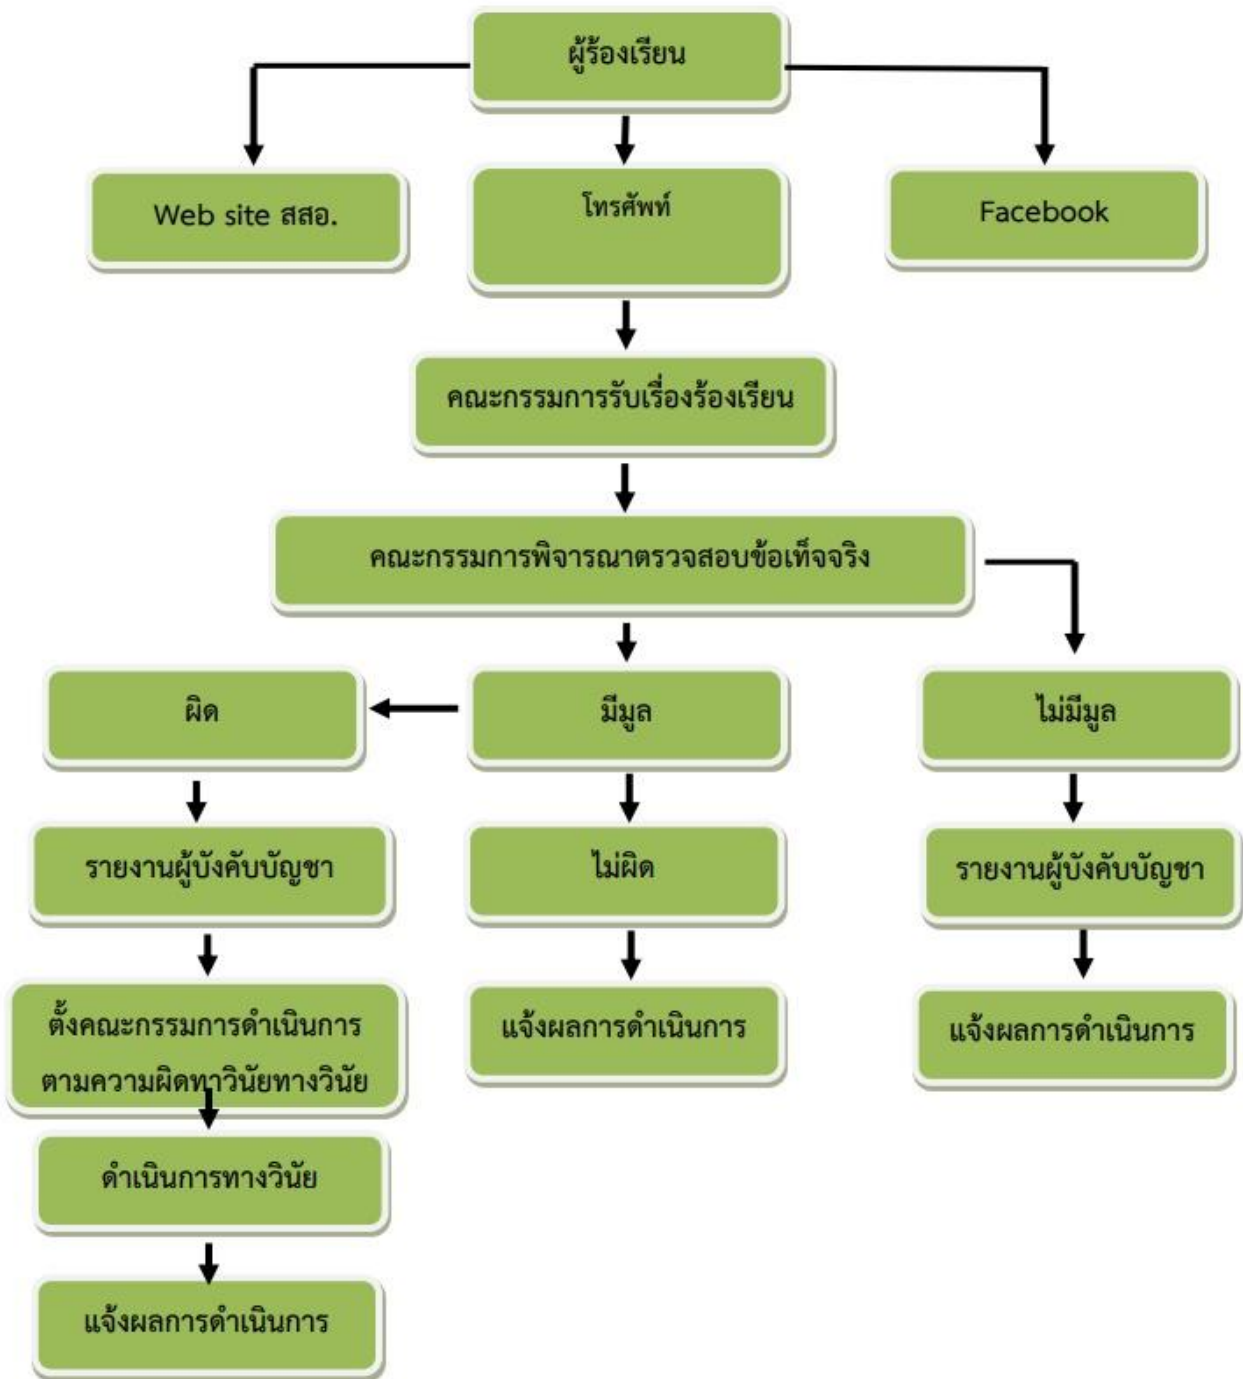 ผู้ร้องเรียน
Web site สสอ.
โทรศัพท์
Facebook
คณะกรรมการรับเรื่องร้องเรียน
คณะกรรมการพิจารณาตรวจสอบข้อเท็จจริง
ผิด
มีมูล
ไม่มีมูล
รายงานผู้บังคับบัญชา
ไม่ผิด
รายงานผู้บังคับบัญชา
ตั้งคณะกรรมการดำเนินการ
ตามความผิดทาวินัยทางวินัย
แจ้งผลการดำเนินการ
แจ้งผลการดำเนินการ
ดำเนินการทางวินัย
แจ้งผลการดำเนินการ